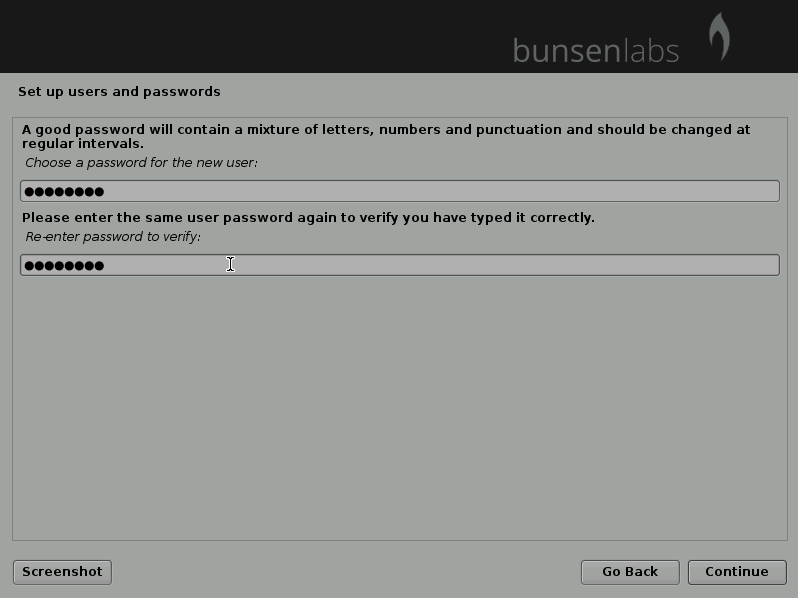 bunsenlabs
Set up users and passwords
A good password will contain a mixture of letters, numbers and punctuation and should be changed at
regular intervals.
Choose a password for the new user:
●●●●●●●●
Please enter the same user password again to verify you have typed it correctly.
Re-enter password to verify:
●●●●●●●●
Screenshot
Go Back
Continue